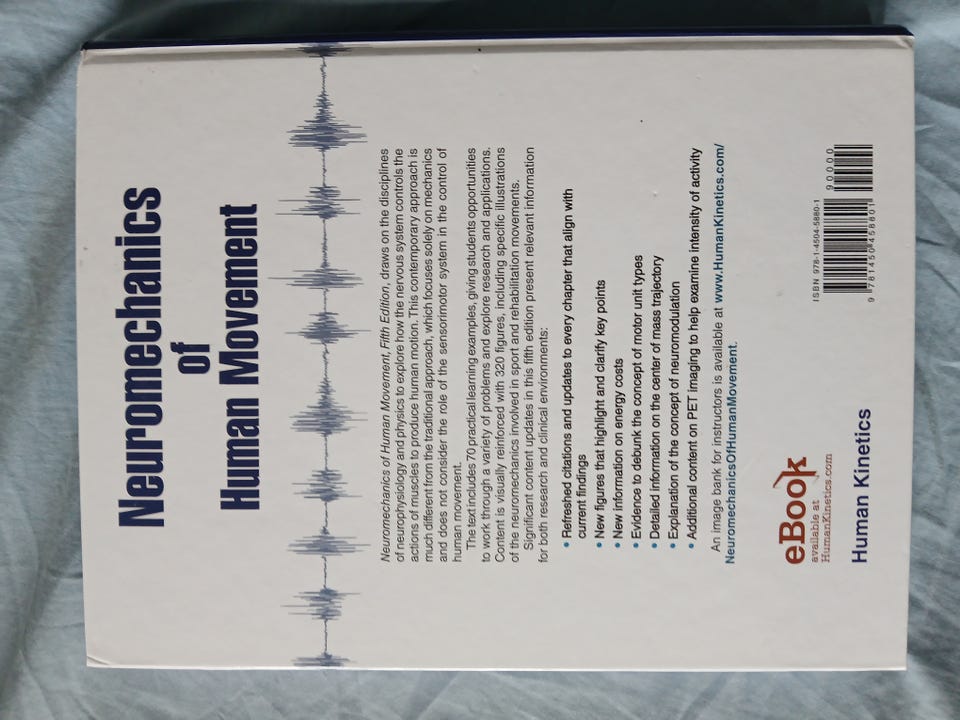 Neuromechanics
of
Human Movement
Neuromechanics of Human Movement, Fifth Edition, draws on the disciplines
of neurophysiology and physics to explore how the nervous system controls the
actions of muscles to produce human motion. This contemporary approach is
much different from the traditional approach, which focuses solely on mechanics
and does not consider the role of the sensorimotor system in the control of
human movement.
The text includes 70 practical learning examples, giving students opportunities
to work through a variety of problems and explore research and applications.
Content is visually reinforced with 320 figures, including specific illustrations
of the neuromechanics involved in sport and rehabilitation movements.
Significant content updates in this fifth edition present relevant information
for both research and clinical environments:
• Refreshed citations and updates to every chapter that align with
current findings
• New figures that highlight and clarify key points
• New information on energy costs
• Evidence to debunk the concept of motor unit types
• Detailed information on the center of mass trajectory
• Explanation of the concept of neuromodulation
• Additional content on PET imaging to help examine intensity of activity
An image bank for instructors is available at www.HumanKinetics.com/
NeuromechanicsOfHumanMovement.
eBook
available at
HumanKinetics.com
Human Kinetics
ISBN 978-1-4504-5880-1
90000
9 781450 458801